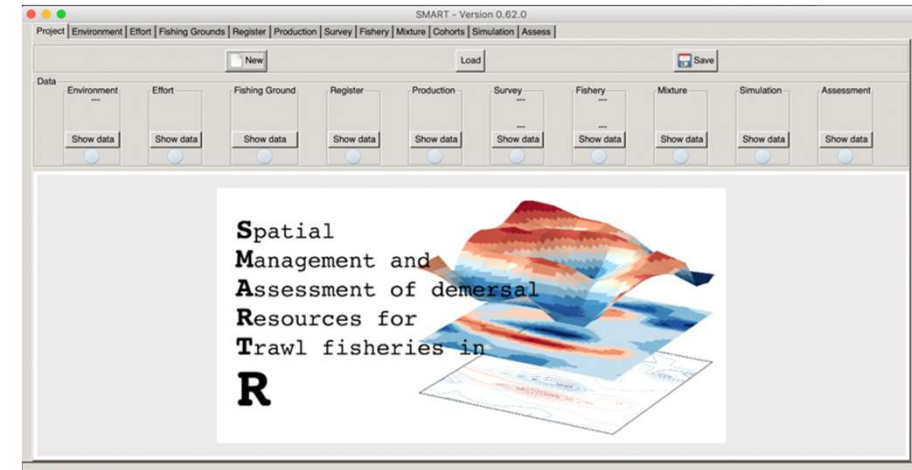 SMART - Version 0.62.0
Project Environment Effort Fishing Grounds Register Production Survey Fishery Mixture Cohorts Simulation Assess
New Load Save
Data
Environment Effort Fishing Ground Register Production Survey Fishery Mixture Simulation Assessment
--- --- ---
--- ---
Show data Show data Show data Show data Show data Show data Show data Show data Show data Show data
Spatial
Management and
Assessment of demersal
Resources for
Trawl fisheries in
R